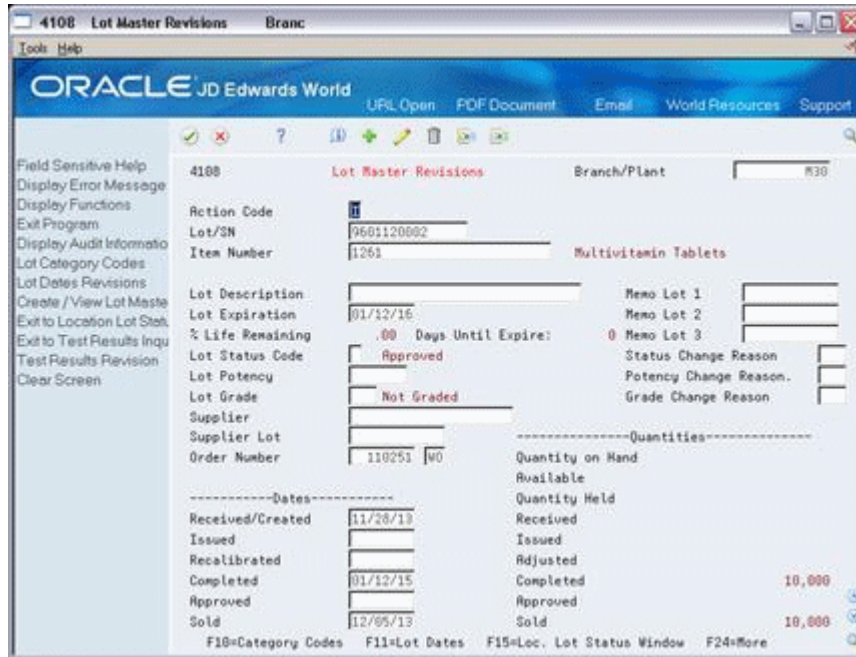 4108 Lot Master Revisions Branc
Tools Help
ORACLE JD Edwards World
URL Open PDF Document Email World Resources Support
Field Sensitive Help
Display Error Message
Display Functions
Exit Program
Display Audit Informatio
Lot Category Codes
Lot Dates Revisions
Create / View Lot Maste
Exit to Location Lot Stat
Exit to Test Results Inqu
Test Results Revision
Clear Screen
4108 Lot Master Revisions Branch/Plant M30
Action Code I
Lot/SN 9601120002
Item Number 1261 Multivitamin Tablets
Lot Description Memo Lot 1
Lot Expiration 01/12/16 Memo Lot 2
% Life Remaining .00 Days Until Expire: 0 Memo Lot 3
Lot Status Code Approved Status Change Reason
Lot Potency Potency Change Reason.
Lot Grade Not Graded Grade Change Reason
Supplier
Supplier Lot ---------------Quantities--------------
Order Number 110251 WO Quantity on Hand
Available
-----------Dates----------- Quantity Held
Received/Created 11/28/13 Received
Issued Issued
Recalibrated Adjusted
Completed 01/12/15 Completed 10,000
Approved Approved
Sold 12/05/13 Sold 10,000
F10=Category Codes F11=Lot Dates F15=Loc. Lot Status Window F24=More